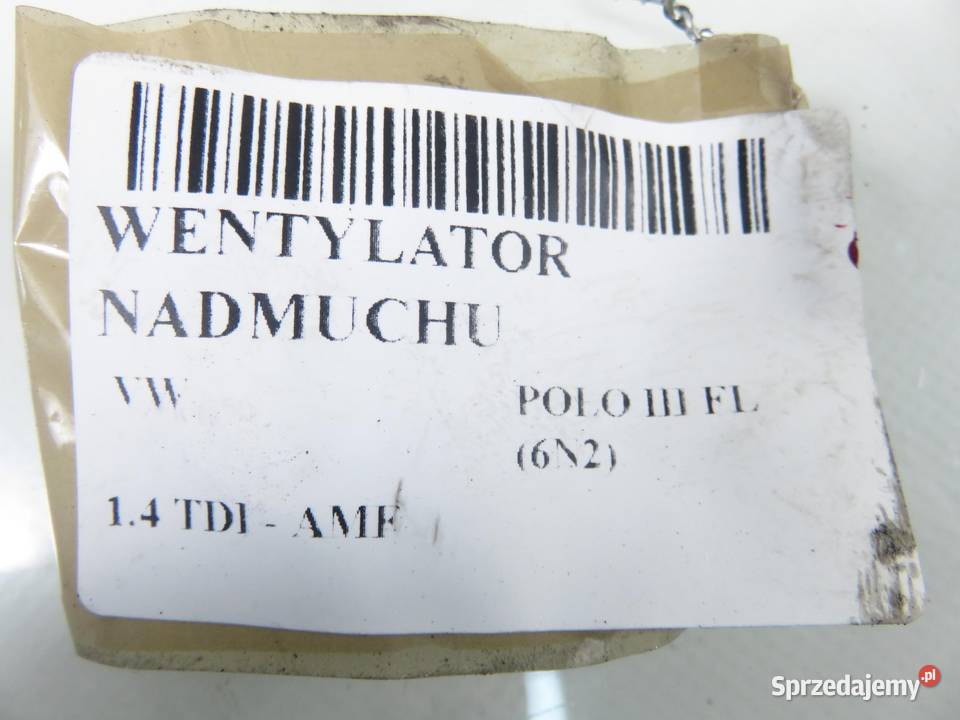 WENTYLATOR
NADMUCHU
VW
POLO III FL
(6N2)
1.4 TDI - AMF
Sprzedajemy.pl